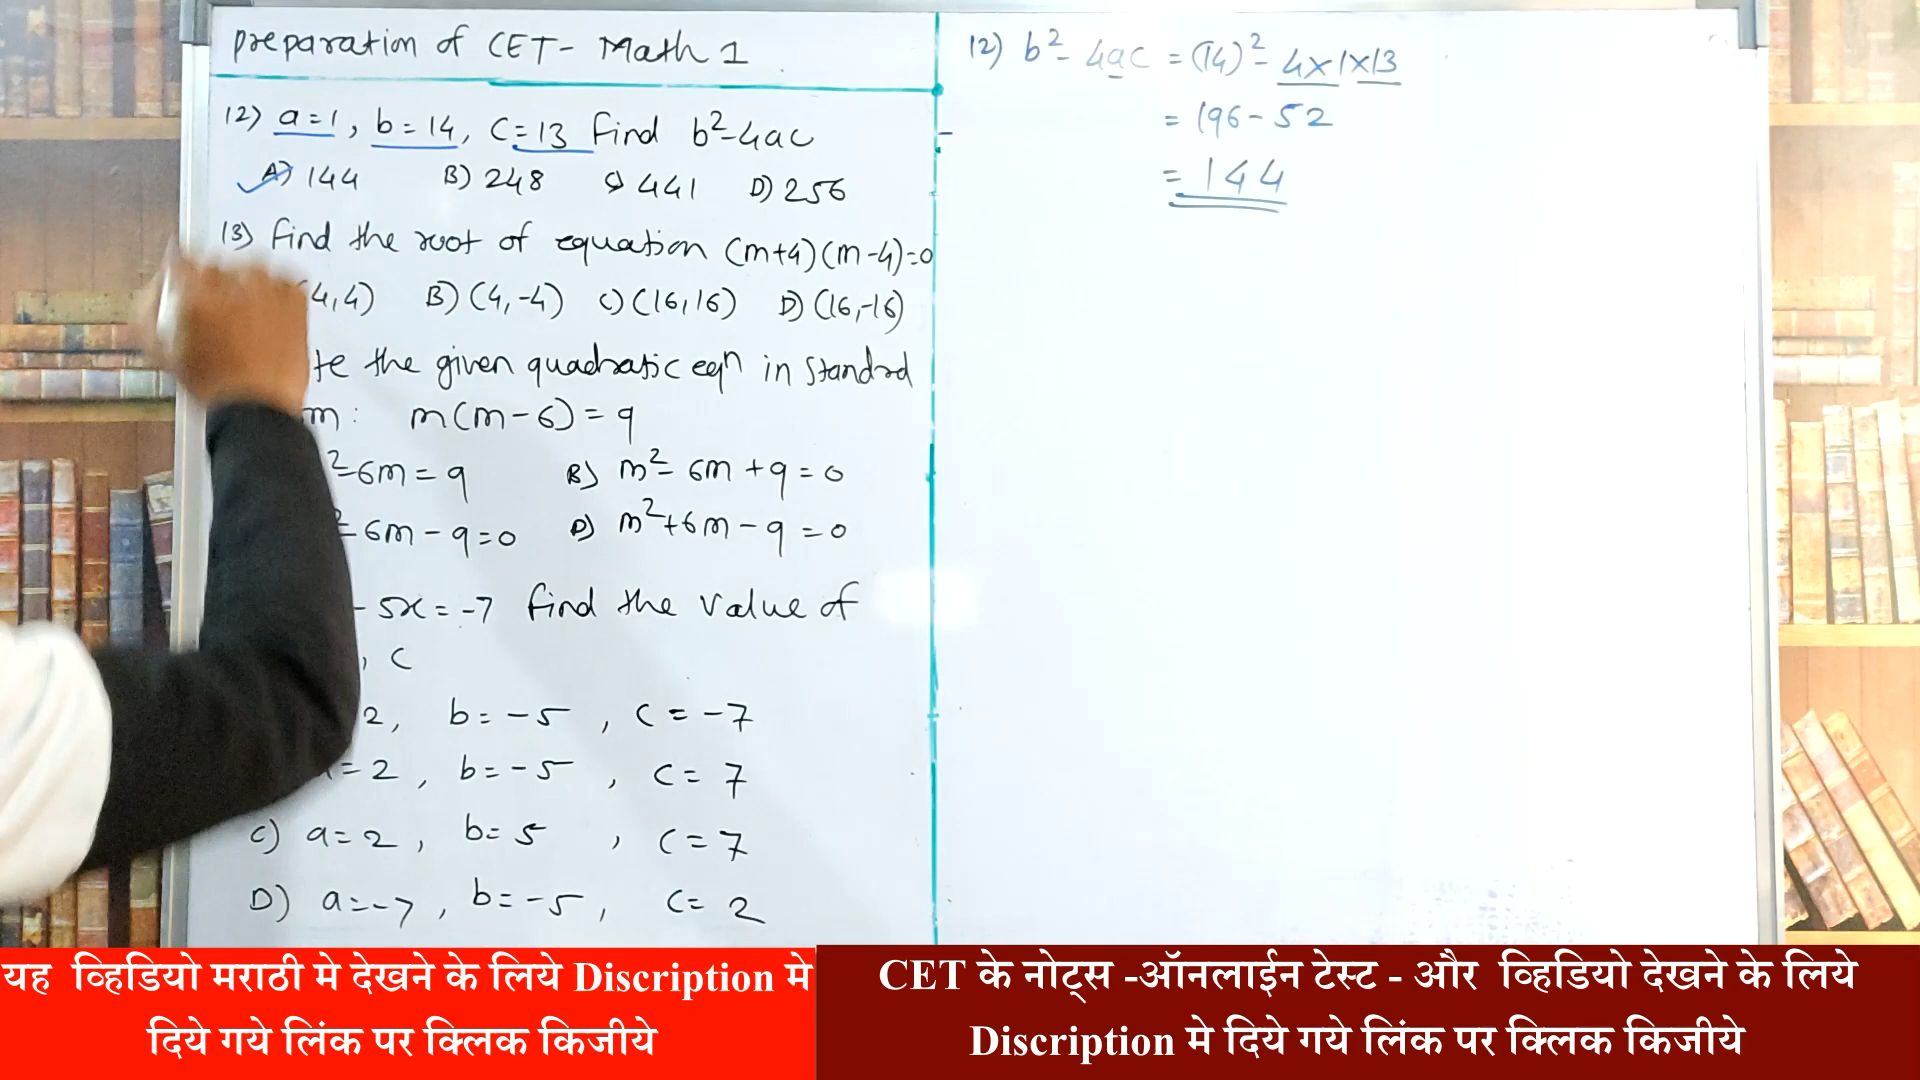 preparation of CET- Math 1
12) a=1, b=14, C=13 find b²-4ac
A) 144 B) 248 C) 441 D) 256
13) find the root of equation (m+4)(m-4)=0
4,4) B) (4,-4) C) (16,16) D) (16,-16)
te the given quadratic eqn in standrd
m: m(m-6)=9
²-6m=9 B) m²-6m+9=0
²-6m-9=0 D) m²+6m-9=0
- 5x=-7 find the value of
, c
2, b=-5, c=-7
=2, b=-5, c=7
C) a=2, b=5, c=7
D) a=-7, b=-5, c=2
12) b²-4ac = (14)²-4×1×13
= 196-52
= 144
यह व्हिडियो मराठी मे देखने के लिये Discription मे
दिये गये लिंक पर क्लिक किजीये
CET के नोट्स -ऑनलाईन टेस्ट - और व्हिडियो देखने के लिये
Discription मे दिये गये लिंक पर क्लिक किजीये